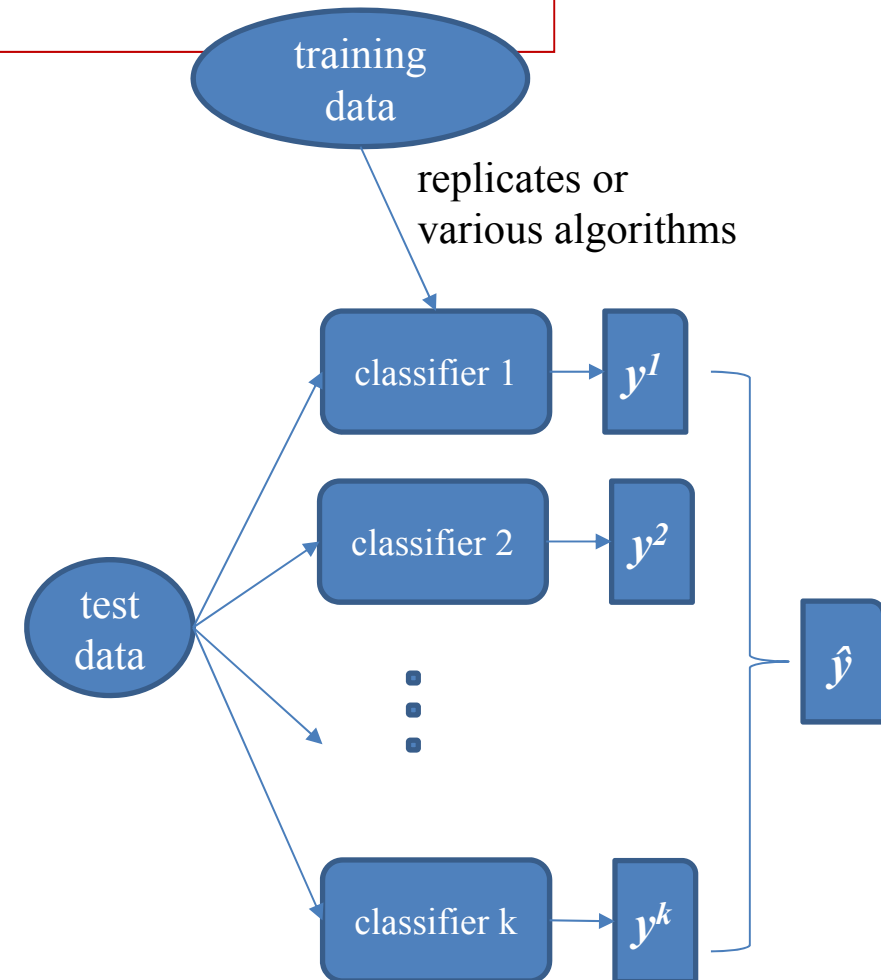 training
data
replicates or
various algorithms
classifier 1
y¹
classifier 2
y²
test
data
ŷ
classifier k
yᵏ